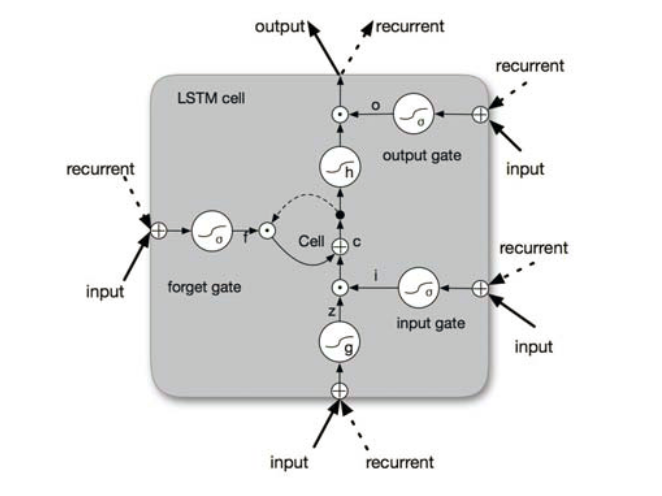 output
recurrent
recurrent
LSTM cell
o
σ
output gate
input
h
recurrent
σ
f
Cell
c
recurrent
input
forget gate
i
σ
input gate
z
input
g
input
recurrent